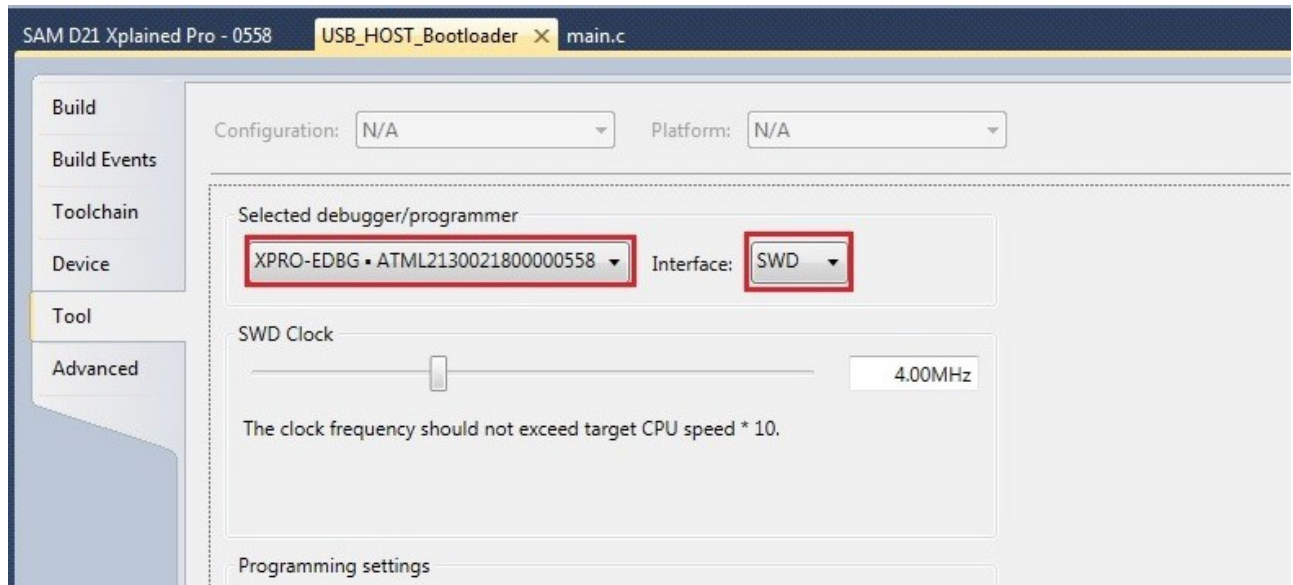 SAM D21 Xplained Pro - 0558 USB_HOST_Bootloader × main.c
Build
Build Events
Toolchain
Device
Tool
Advanced
Configuration: N/A Platform: N/A
Selected debugger/programmer
XPRO-EDBG ▪ ATML2130021800000558 Interface: SWD
SWD Clock
4.00MHz
The clock frequency should not exceed target CPU speed * 10.
Programming settings